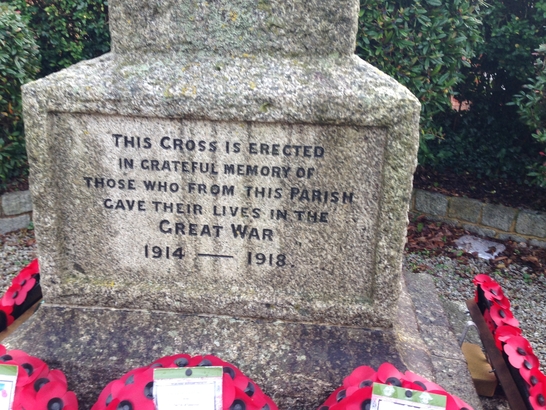 THIS CROSS IS ERECTED
IN GRATEFUL MEMORY OF
THOSE WHO FROM THIS PARISH
GAVE THEIR LIVES IN THE
GREAT WAR
1914 — 1918.